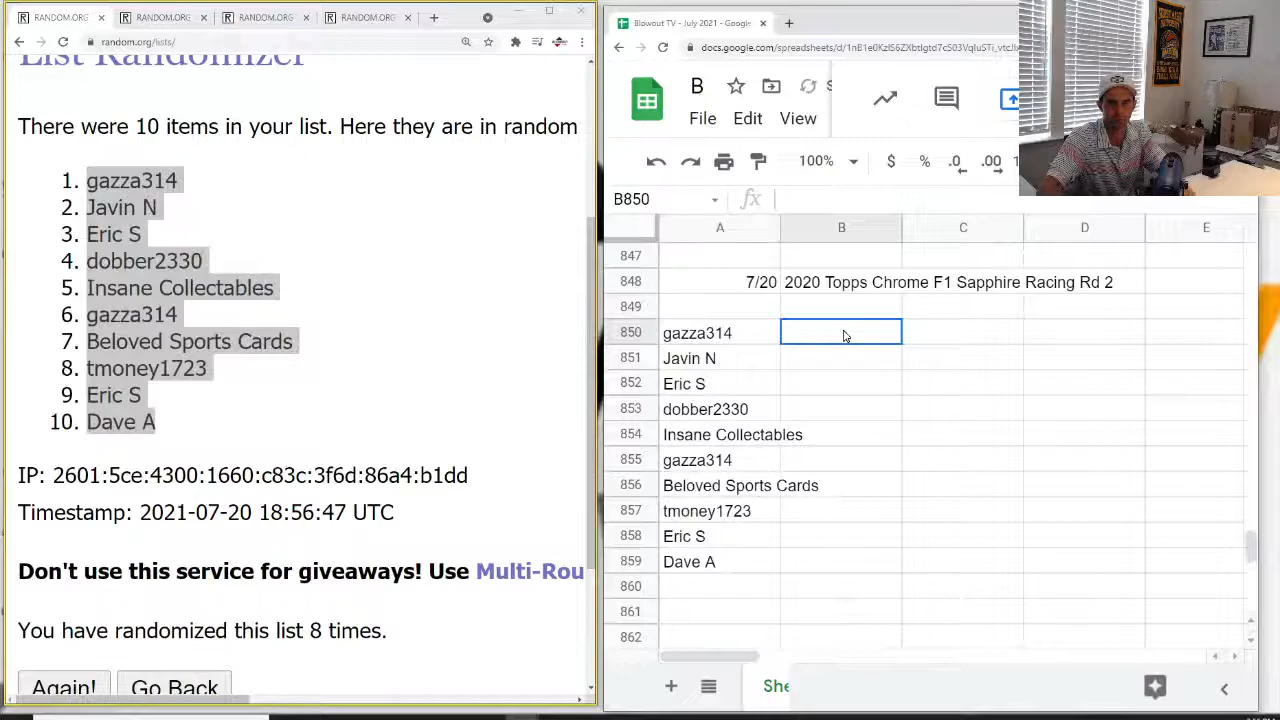 RANDOM.ORG
RANDOM.ORG
RANDOM.ORG
RANDOM.ORG
random.org/lists/
List Randomizer
There were 10 items in your list. Here they are in random
1. gazza314
2. Javin N
3. Eric S
4. dobber2330
5. Insane Collectables
6. gazza314
7. Beloved Sports Cards
8. tmoney1723
9. Eric S
10. Dave A
IP: 2601:5ce:4300:1660:c83c:3f6d:86a4:b1dd
Timestamp: 2021-07-20 18:56:47 UTC
Don't use this service for giveaways! Use Multi-Rou
You have randomized this list 8 times.
Again! Go Back
Blowout TV - July 2021 - Google
B
File Edit View
100% $ % .0 .00 1
B850 fx
A B C D E
847
848 7/20 2020 Topps Chrome F1 Sapphire Racing Rd 2
849
850 gazza314
851 Javin N
852 Eric S
853 dobber2330
854 Insane Collectables
855 gazza314
856 Beloved Sports Cards
857 tmoney1723
858 Eric S
859 Dave A
860
861
862
She